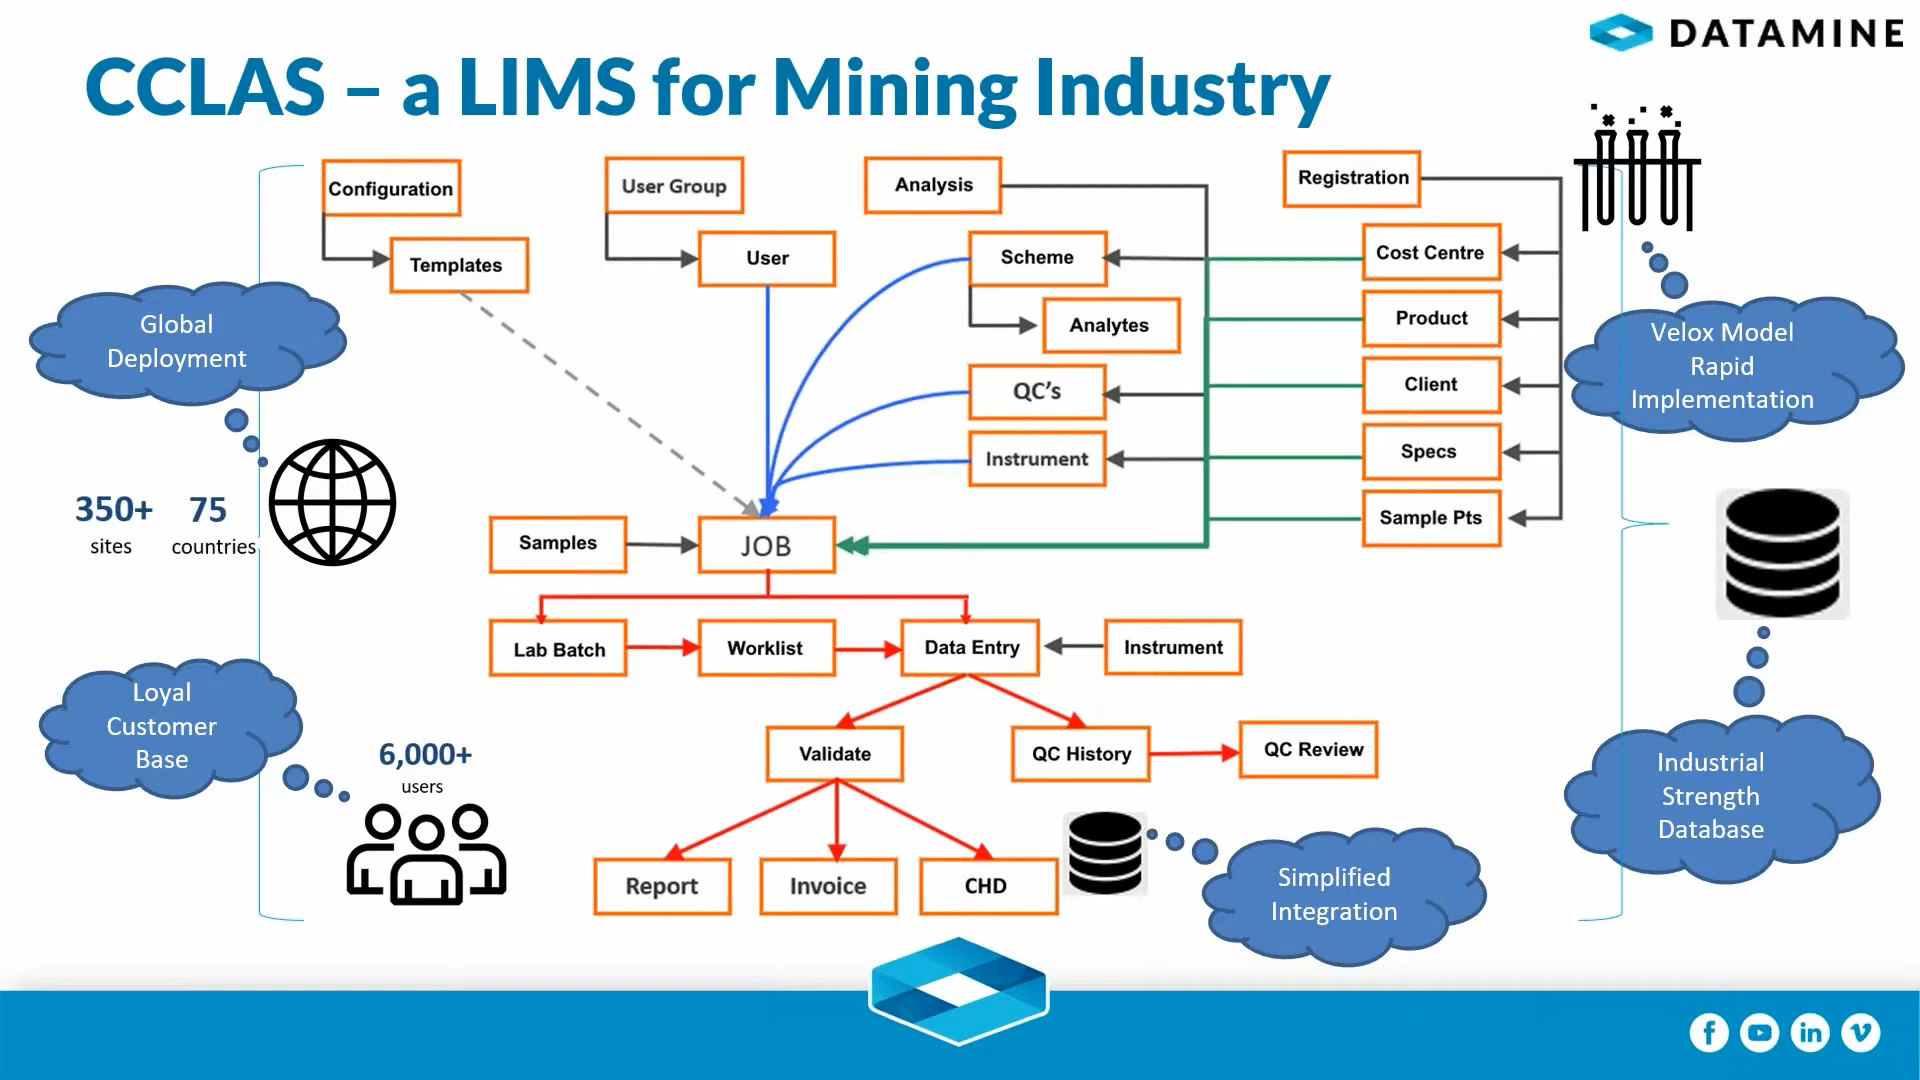 DATAMINE
CCLAS – a LIMS for Mining Industry
Configuration
User Group
Analysis
Registration
Templates
User
Scheme
Cost Centre
Analytes
Product
QC's
Client
Instrument
Specs
Sample Pts
Global
Deployment
Velox Model
Rapid
Implementation
350+
sites
75
countries
Samples
JOB
Lab Batch
Worklist
Data Entry
Instrument
Loyal
Customer
Base
6,000+
users
Validate
QC History
QC Review
Industrial
Strength
Database
Report
Invoice
CHD
Simplified
Integration
f
in
v